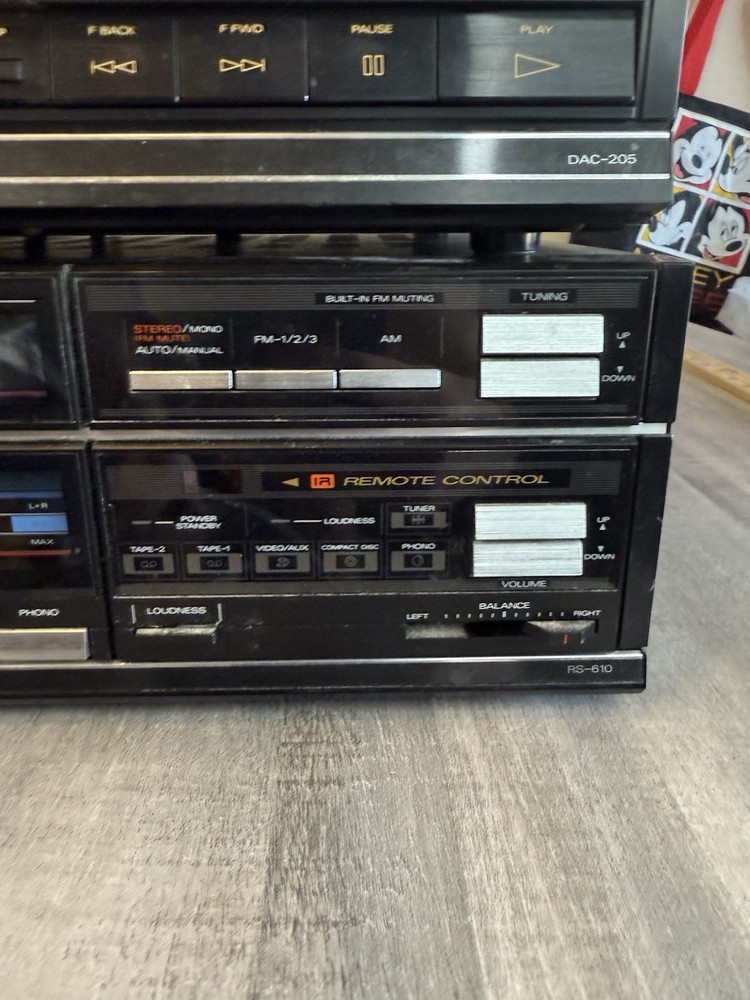 P
F BACK
F FWD
PAUSE
PLAY
DAC-205
BUILT-IN FM MUTING
TUNING
STEREO/MONO
(FM MUTE)
AUTO/MANUAL
FM-1/2/3
AM
UP
DOWN
IR REMOTE CONTROL
L+R
MAX
POWER
STANDBY
LOUDNESS
TUNER
UP
TAPE-2
TAPE-1
VIDEO/AUX
COMPACT DISC
PHONO
DOWN
VOLUME
PHONO
LOUDNESS
BALANCE
LEFT
RIGHT
RS-610